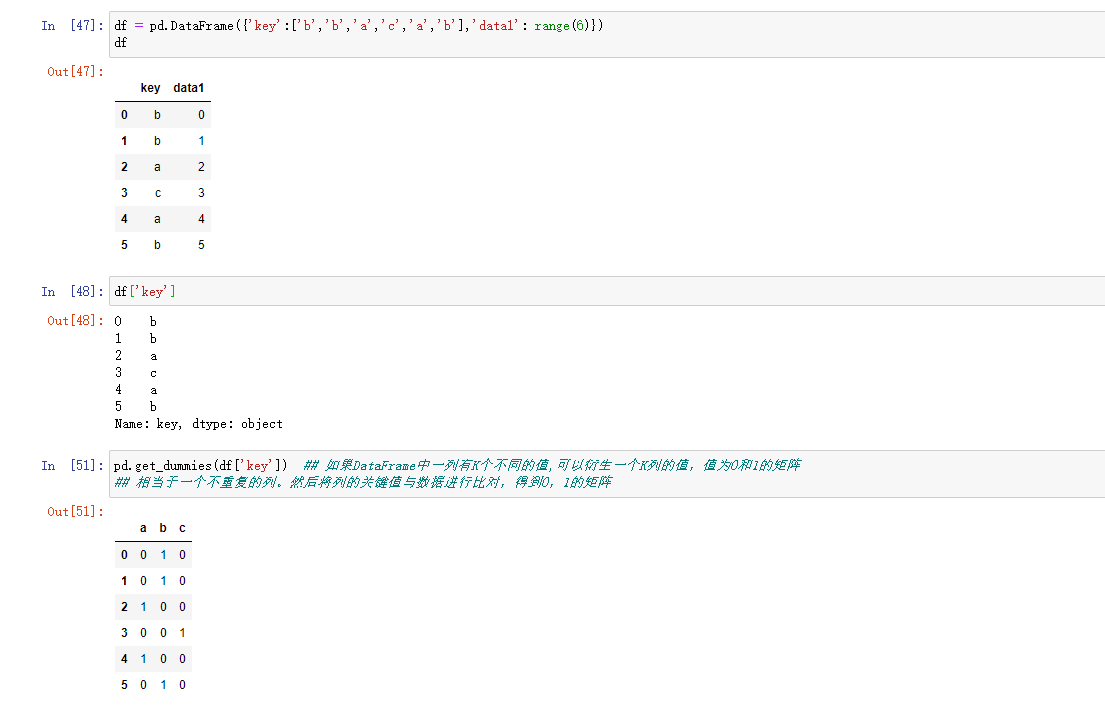 In [47]: df = pd.DataFrame({'key':['b','b','a','c','a','b'],'data1': range(6)})
df
Out[47]:
key data1
0 b 0
1 b 1
2 a 2
3 c 3
4 a 4
5 b 5
In [48]: df['key']
Out[48]: 0 b
1 b
2 a
3 c
4 a
5 b
Name: key, dtype: object
In [51]: pd.get_dummies(df['key']) ## 如果DataFrame中一列有K个不同的值,可以衍生一个K列的值，值为0和1的矩阵
## 相当于一个不重复的列。然后将列的关键值与数据进行比对，得到0，1的矩阵
Out[51]:
a b c
0 0 1 0
1 0 1 0
2 1 0 0
3 0 0 1
4 1 0 0
5 0 1 0